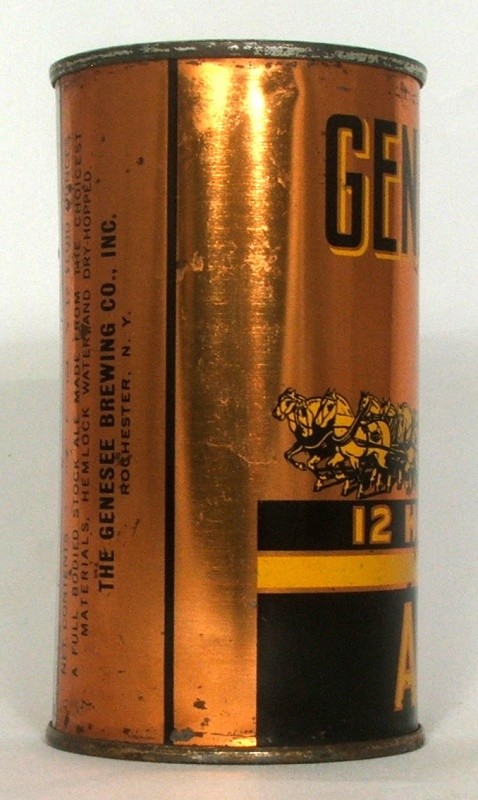 GEN
12 H
A
NET CONTENTS 12 FLUID OUNCES
A FULL BODIED STOCK ALE MADE FROM THE CHOICEST
MATERIALS, HEMLOCK WATER AND DRY-HOPPED.
THE GENESEE BREWING CO., INC.
ROCHESTER, N. Y.